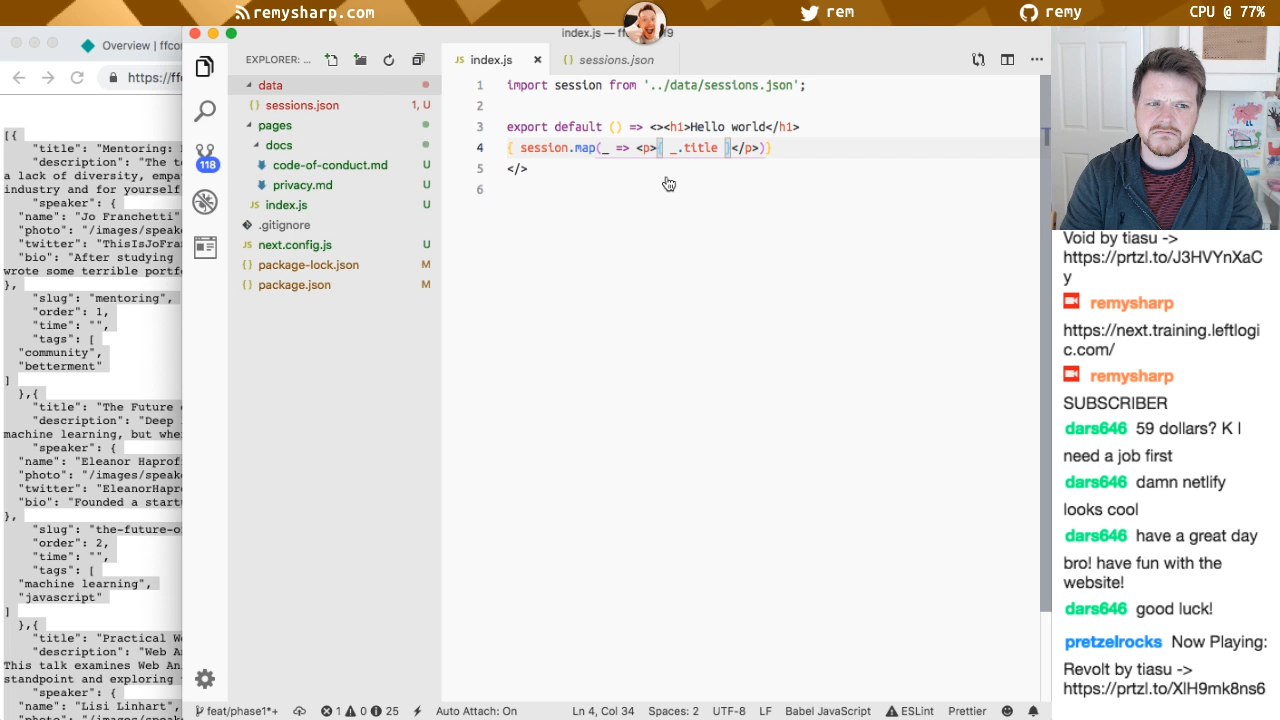 remysharp.com
rem
remy
CPU @ 77%
index.js — ffco
Overview | ffcon
https://ffc
EXPLORER: ...
data
sessions.json
1, U
pages
docs
code-of-conduct.md
U
privacy.md
U
index.js
U
.gitignore
next.config.js
U
package-lock.json
M
package.json
M
118
index.js
sessions.json
1 import session from '../data/sessions.json';
2
3 export default () => <><h1>Hello world</h1>
4 { session.map(_ => <p>{ _.title }</p>)}
5 </>
6
[{
"title": "Mentoring:
"description": "The te
a lack of diversity, empat
industry and for yourself
"speaker": {
"name": "Jo Franchetti"
"photo": "/images/speake
"twitter": "ThisIsJoFran
"bio": "After studying
wrote some terrible portfo
},
"slug": "mentoring",
"order": 1,
"time": "",
"tags": [
"community",
"betterment"
]
},{
"title": "The Future
"description": "Deep
machine learning, but whe
"speaker": {
"name": "Eleanor Haprof
"photo": "/images/speake
"twitter": "EleanorHapro
"bio": "Founded a start
},
"slug": "the-future-o
"order": 2,
"time": "",
"tags": [
"machine learning",
"javascript"
]
},{
"title": "Practical We
"description": "Web An
This talk examines Web Ani
standpoint and exploring
"speaker": {
"name": "Lisi Linhart",
Void by tiasu ->
https://prtzl.to/J3HVYnXaC
y
remysharp
https://next.training.leftlogi
c.com/
remysharp
SUBSCRIBER
dars646 59 dollars? K I
need a job first
dars646 damn netlify
looks cool
dars646 have a great day
bro! have fun with the
website!
dars646 good luck!
pretzelrocks Now Playing:
Revolt by tiasu ->
https://prtzl.to/XlH9mk8ns6
feat/phase1*+
1
0
25
Auto Attach: On
Ln 4, Col 34
Spaces: 2
UTF-8
LF
Babel JavaScript
ESLint
Prettier